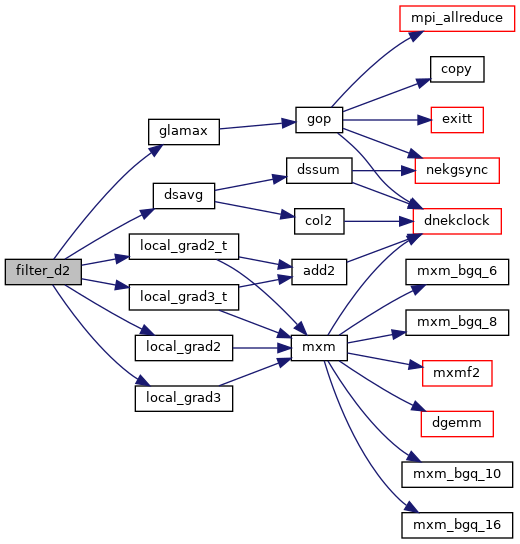 mpi_allreduce
copy
gop
exitt
glamax
dssum
nekgsync
dsavg
col2
dnekclock
local_grad2_t
filter_d2
add2
mxm_bgq_6
local_grad3_t
mxm_bgq_8
local_grad2
mxm
mxmf2
local_grad3
dgemm
mxm_bgq_10
mxm_bgq_16